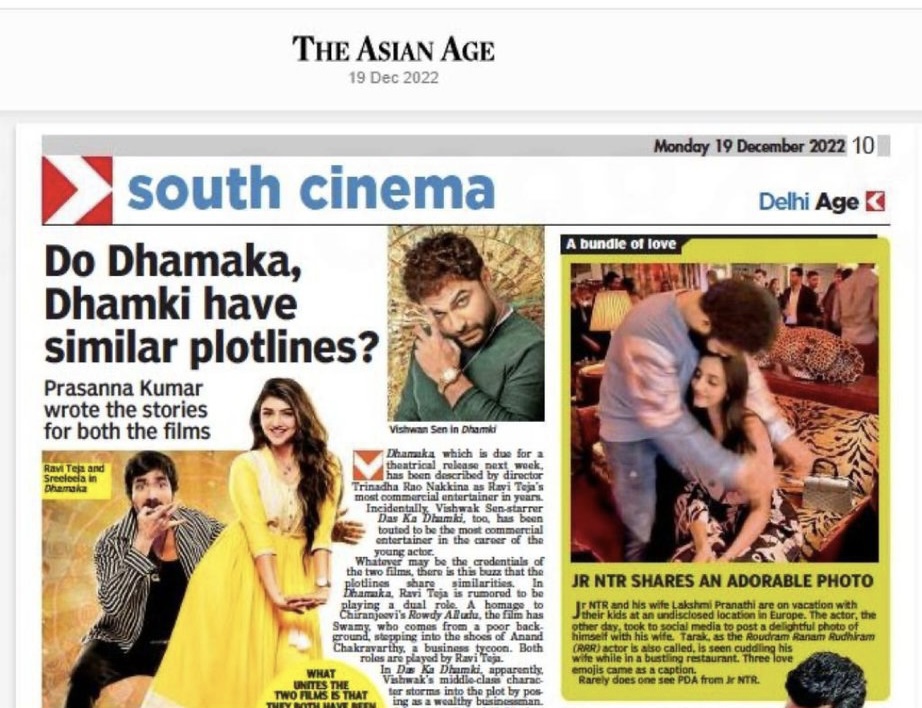 THE ASIAN AGE
19 Dec 2022
Monday 19 December 2022 10
south cinema
Delhi Age
Do Dhamaka,
Dhamki have
similar plotlines?
Prasanna Kumar
wrote the stories
for both the films
Ravi Teja and
Sreeleela in
Dhamaka
Vishwan Sen in Dhamki
Dhamaka, which is due for a
theatrical release next week,
has been described by director
Trinadha Rao Nakkina as Ravi Teja's
most commercial entertainer in years.
Incidentally, Vishwak Sen-starrer
Das Ka Dhamki, too, has been
touted to be the most commercial
entertainer in the career of the
young actor.
Whatever may be the credentials of
the two films, there is this buzz that the
plotlines share similarities. In
Dhamaka, Ravi Teja is rumored to be
playing a dual role. A homage to
Chiranjeevi's Rowdy Alludu, the film has
Swamy, who comes from a poor back-
ground, stepping into the shoes of Anand
Chakravarthy, a business tycoon. Both
roles are played by Ravi Teja.
In Das Ka Dhamki, apparently,
Vishwak's middle-class charac-
ter storms into the plot by pos-
ing as a wealthy businessman.
WHAT
UNITES THE
TWO FILMS IS THAT
THEY BOTH HAVE BEEN
A bundle of love
JR NTR SHARES AN ADORABLE PHOTO
Jr NTR and his wife Lakshmi Pranathi are on vacation with
their kids at an undisclosed location in Europe. The actor, the
other day, took to social media to post a delightful photo of
himself with his wife. Tarak, as the Roudram Ranam Rudhiram
(RRR) actor is also called, is seen cuddling his
wife while in a bustling restaurant. Three love
emojis came as a caption.
Rarely does one see PDA from Jr NTR.